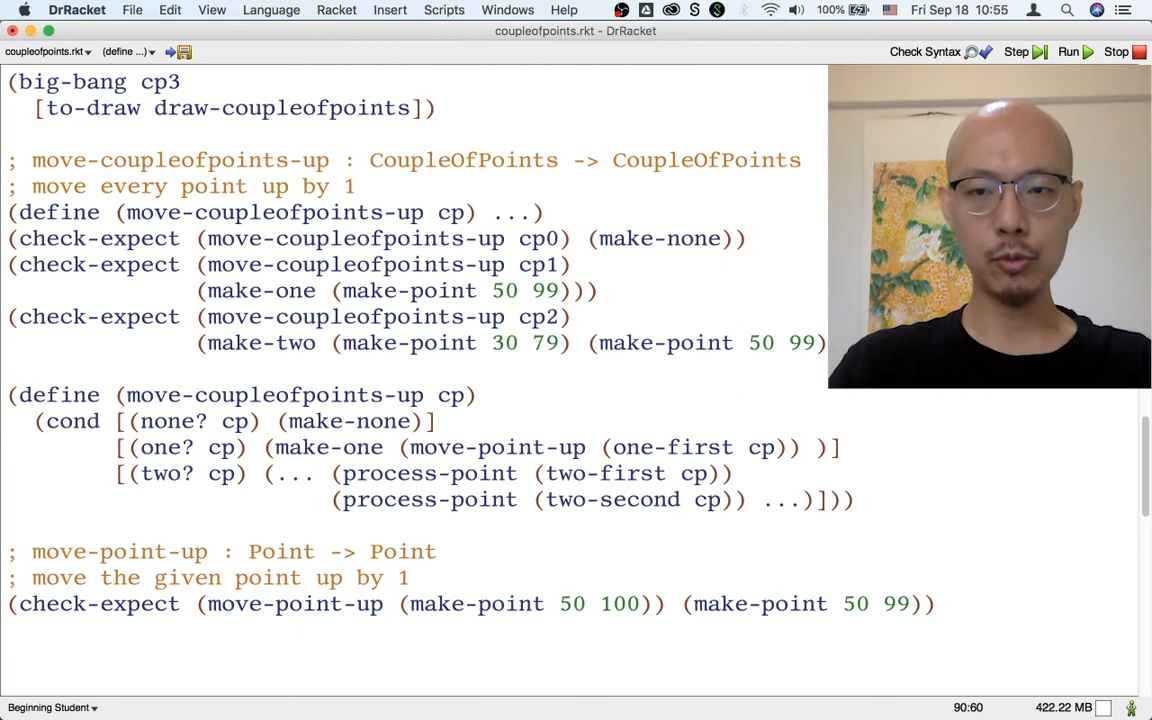 DrRacket File Edit View Language Racket Insert Scripts Windows Help 100% Fri Sep 18 10:55
coupleofpoints.rkt - DrRacket
coupleofpoints.rkt (define ...) Check Syntax Step Run Stop
(big-bang cp3
  [to-draw draw-coupleofpoints])
; move-coupleofpoints-up : CoupleOfPoints -> CoupleOfPoints
; move every point up by 1
(define (move-coupleofpoints-up cp) ...)
(check-expect (move-coupleofpoints-up cp0) (make-none))
(check-expect (move-coupleofpoints-up cp1)
              (make-one (make-point 50 99)))
(check-expect (move-coupleofpoints-up cp2)
              (make-two (make-point 30 79) (make-point 50 99)
(define (move-coupleofpoints-up cp)
  (cond [(none? cp) (make-none)]
        [(one? cp) (make-one (move-point-up (one-first cp)) )]
        [(two? cp) (... (process-point (two-first cp))
                        (process-point (two-second cp)) ...)]))
; move-point-up : Point -> Point
; move the given point up by 1
(check-expect (move-point-up (make-point 50 100)) (make-point 50 99))
Beginning Student 90:60 422.22 MB